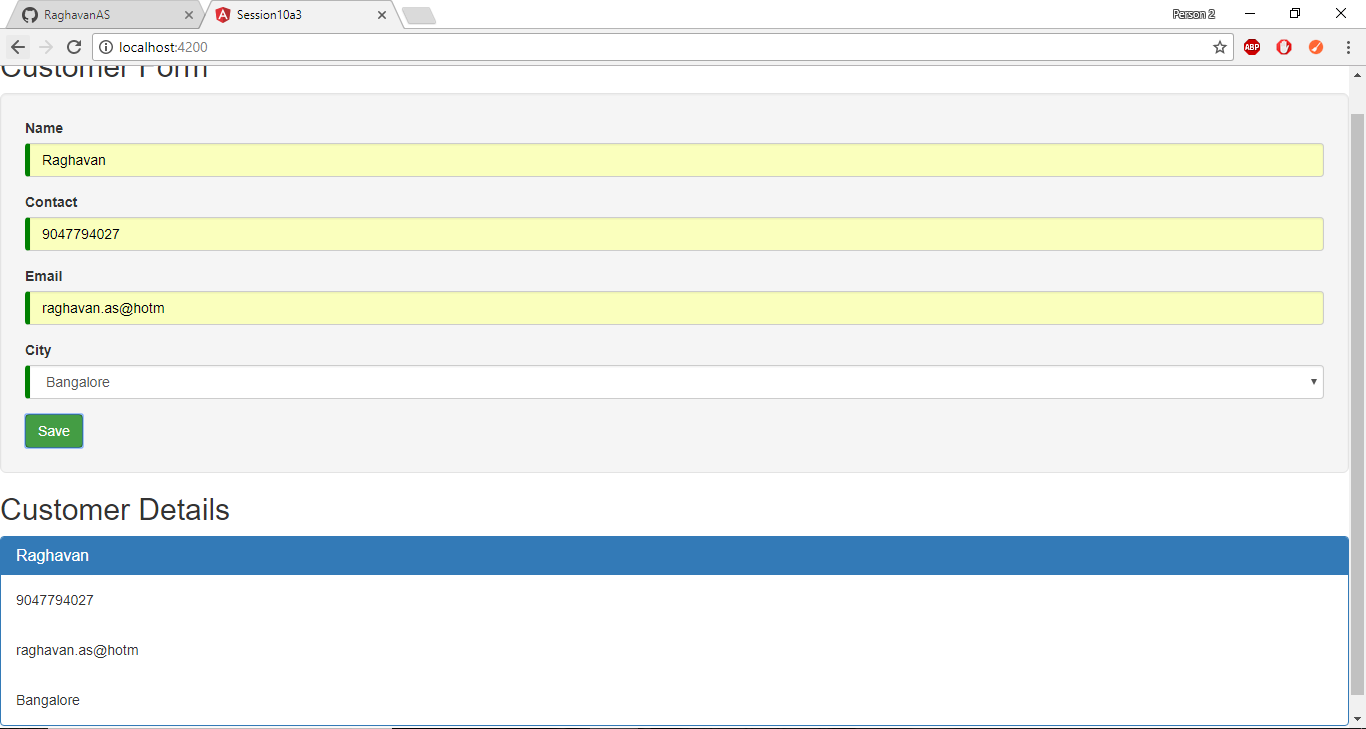 RaghavanAS
Session10a3
Person 2
localhost:4200
ABP
Customer Form
Name
Raghavan
Contact
9047794027
Email
raghavan.as@hotm
City
Bangalore
Save
Customer Details
Raghavan
9047794027
raghavan.as@hotm
Bangalore